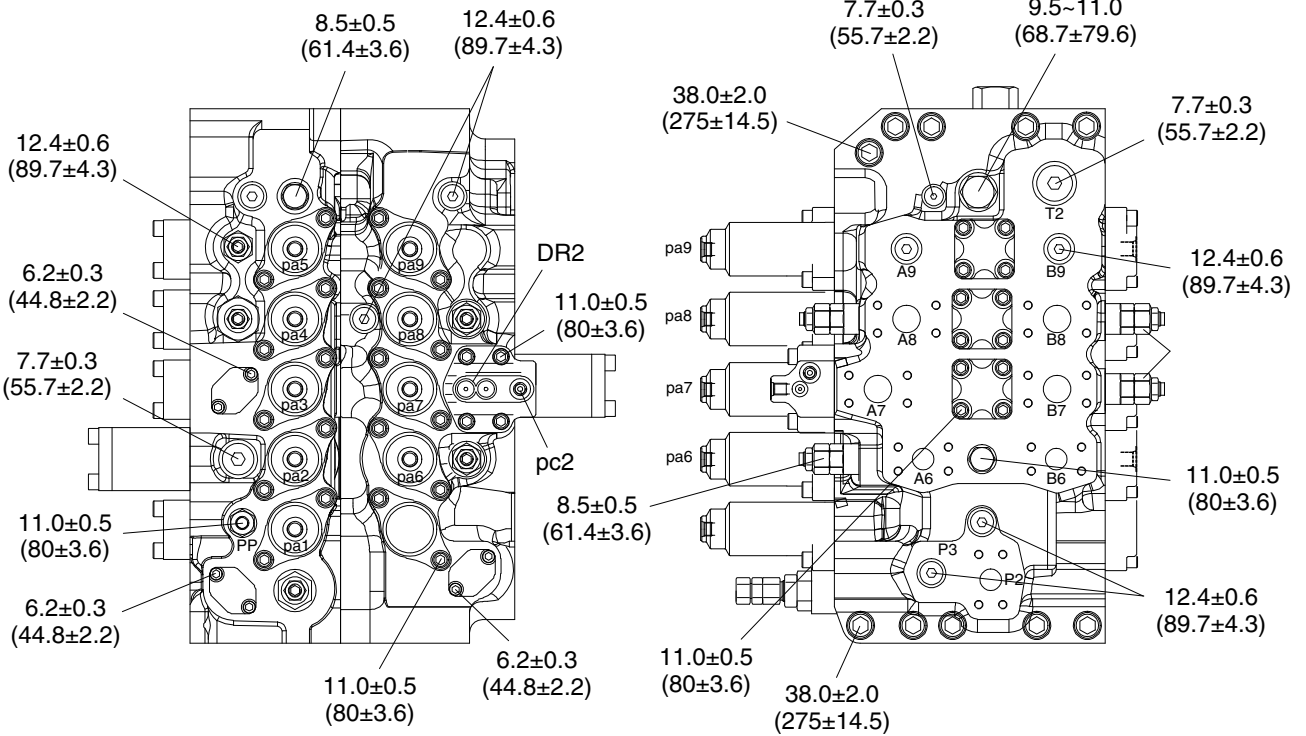 8.5±0.5
(61.4±3.6)
12.4±0.6
(89.7±4.3)
12.4±0.6
(89.7±4.3)
6.2±0.3
(44.8±2.2)
7.7±0.3
(55.7±2.2)
11.0±0.5
(80±3.6)
6.2±0.3
(44.8±2.2)
DR2
11.0±0.5
(80±3.6)
pc2
6.2±0.3
(44.8±2.2)
11.0±0.5
(80±3.6)
pa5
pa9
pa4
pa8
pa3
pa7
pa2
pa6
PP
pa1
7.7±0.3
(55.7±2.2)
9.5~11.0
(68.7±79.6)
38.0±2.0
(275±14.5)
7.7±0.3
(55.7±2.2)
T2
pa9
A9
B9
12.4±0.6
(89.7±4.3)
pa8
A8
B8
pa7
A7
B7
pa6
A6
B6
11.0±0.5
(80±3.6)
8.5±0.5
(61.4±3.6)
P3
P2
12.4±0.6
(89.7±4.3)
11.0±0.5
(80±3.6)
38.0±2.0
(275±14.5)